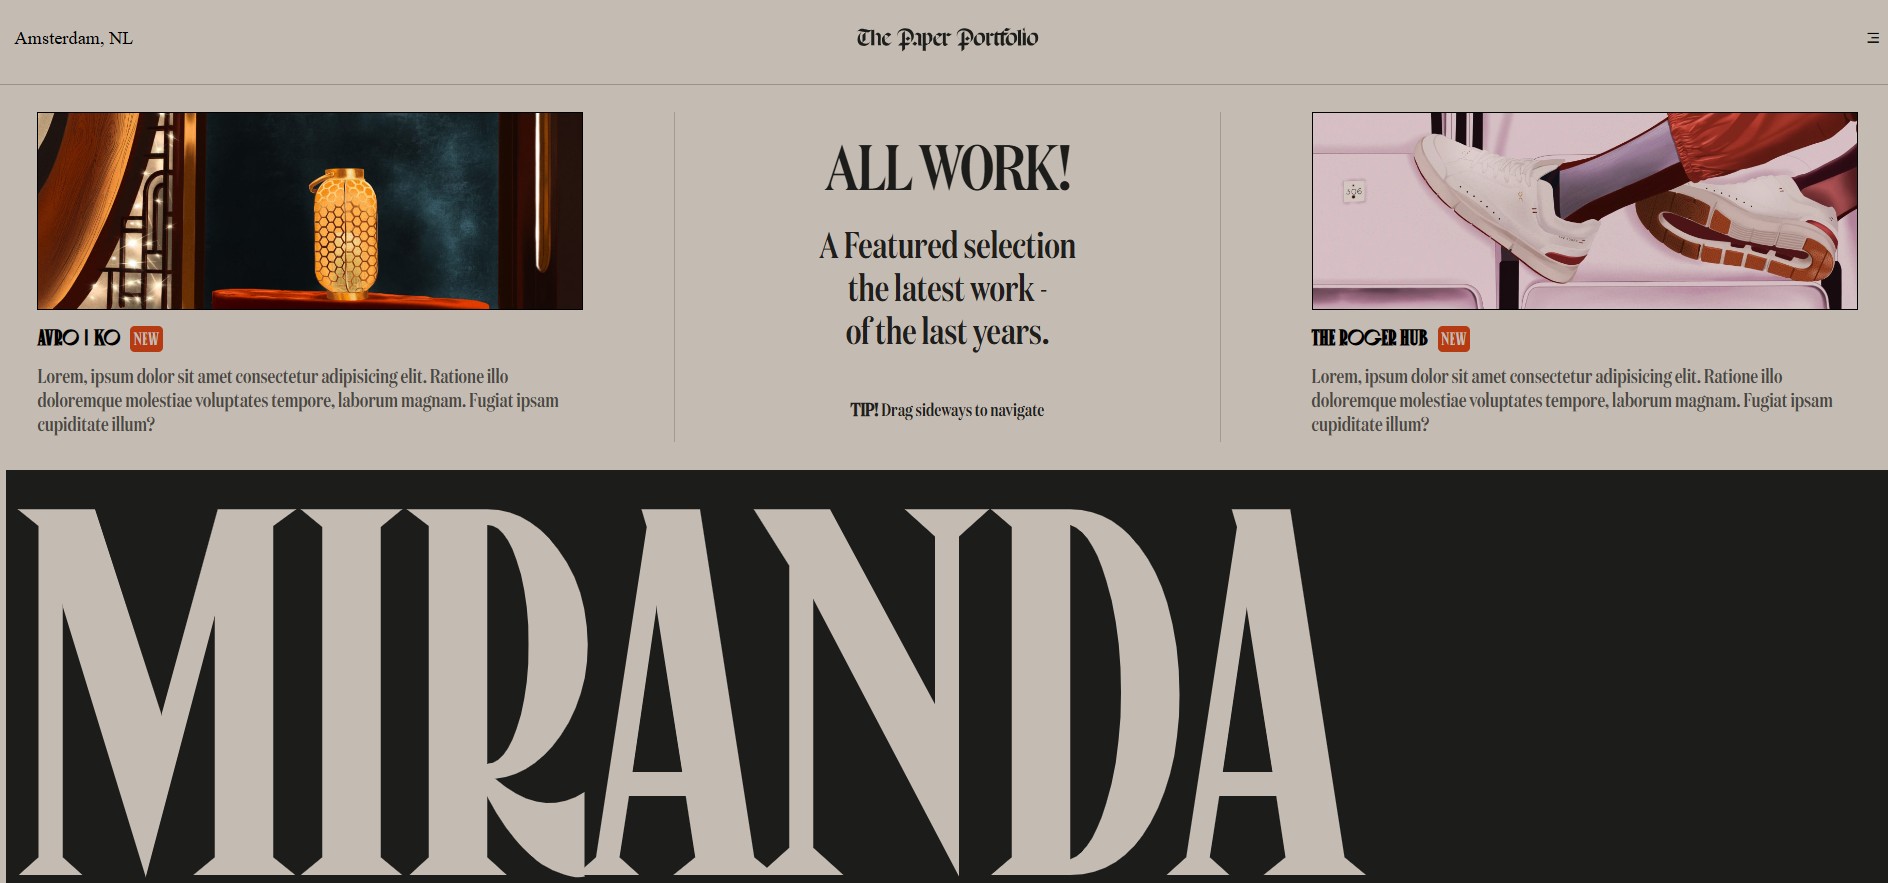 Amsterdam, NL
The Paper Portfolio
AVRO | KO NEW
Lorem, ipsum dolor sit amet consectetur adipisicing elit. Ratione illo
doloremque molestiae voluptates tempore, laborum magnam. Fugiat ipsam
cupiditate illum?
ALL WORK!
A Featured selection
the latest work -
of the last years.
TIP! Drag sideways to navigate
THE ROGER HUB NEW
Lorem, ipsum dolor sit amet consectetur adipisicing elit. Ratione illo
doloremque molestiae voluptates tempore, laborum magnam. Fugiat ipsam
cupiditate illum?
MIRANDA